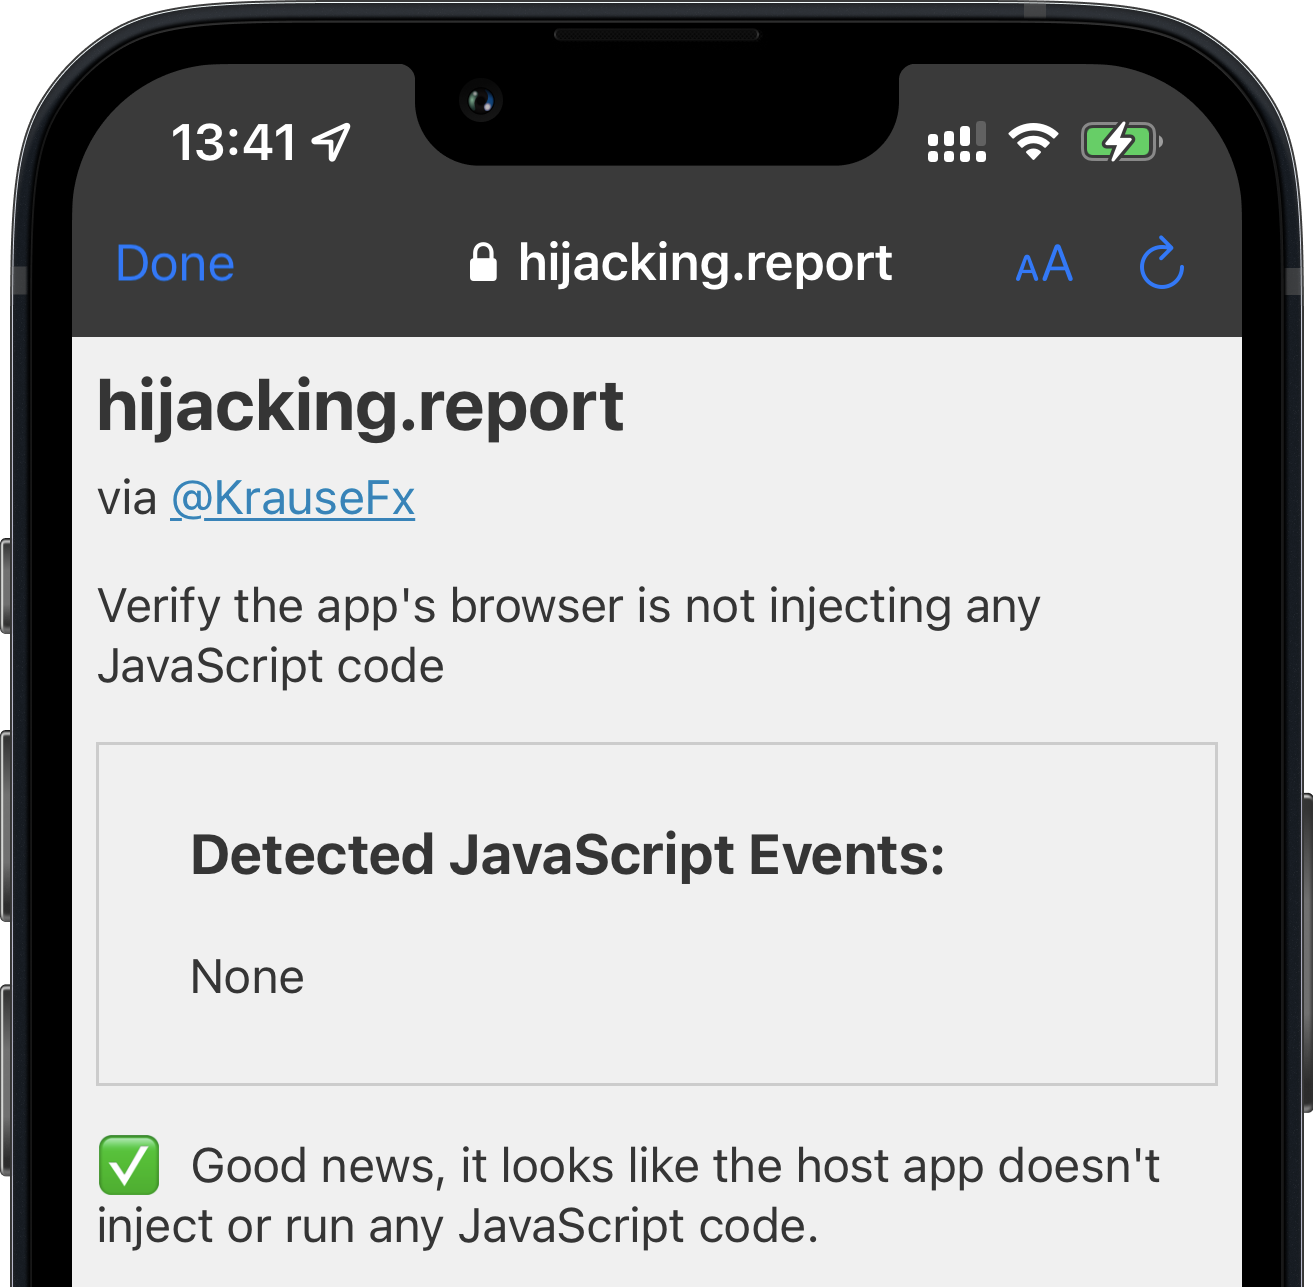 13:41
Done
hijacking.report
AA
hijacking.report
via @KrauseFx
Verify the app's browser is not injecting any
JavaScript code
Detected JavaScript Events:
None
✅ Good news, it looks like the host app doesn't
inject or run any JavaScript code.